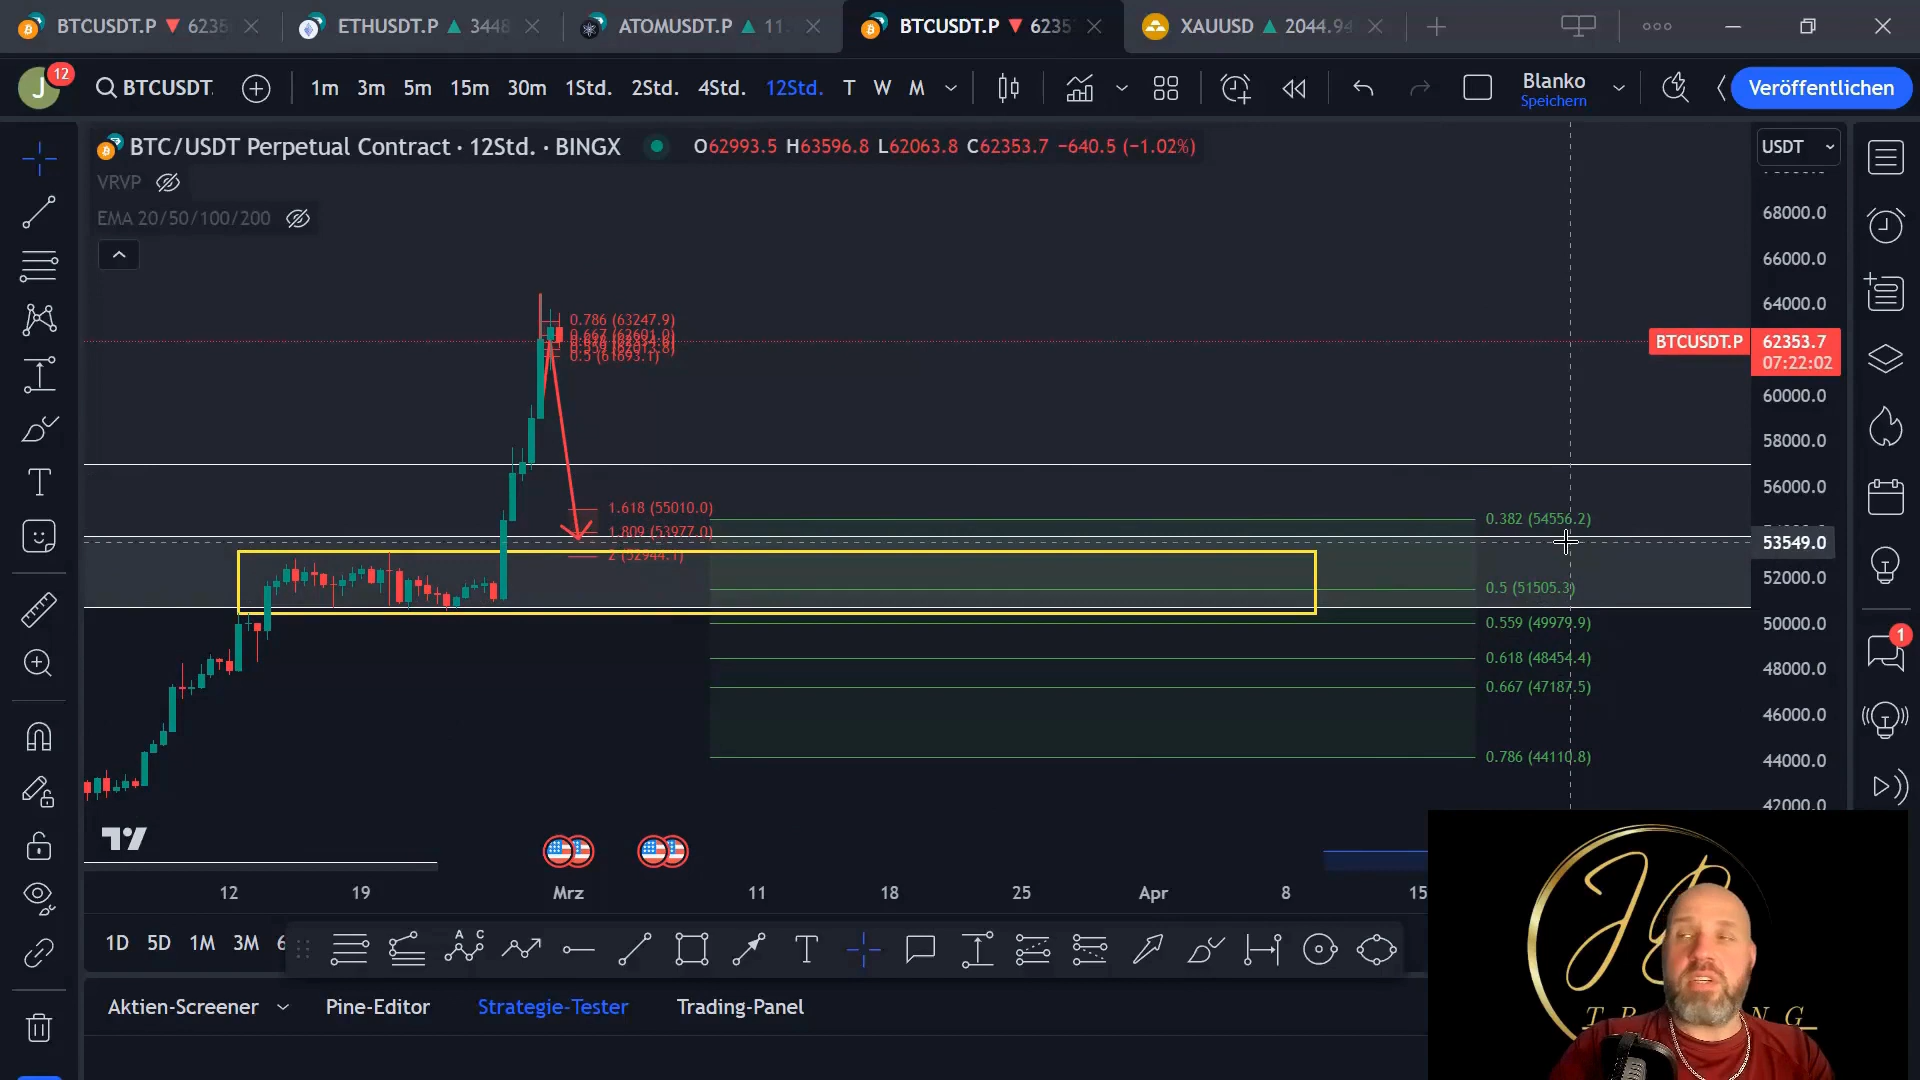 BTCUSDT.P ▼ 6235
ETHUSDT.P ▲ 3448
ATOMUSDT.P ▲ 11.
BTCUSDT.P ▼ 6235
XAUUSD ▲ 2044.94
J
12
BTCUSDT.
1m 3m 5m 15m 30m 1Std. 2Std. 4Std. 12Std. T W M
Blanko
Speichern
Veröffentlichen
BTC/USDT Perpetual Contract · 12Std. · BINGX
O62993.5 H63596.8 L62063.8 C62353.7 −640.5 (−1.02%)
USDT
VRVP
EMA 20/50/100/200
68000.0
66000.0
64000.0
0.786 (63247.9)
0.667 (62601.0)
0.5 (61693.1)
BTCUSDT.P
62353.7
07:22:02
60000.0
58000.0
56000.0
1.618 (55010.0)
0.382 (54556.2)
1.809 (53977.0)
53549.0
2 (52944.1)
52000.0
0.5 (51505.3)
50000.0
0.559 (49979.9)
0.618 (48454.4)
48000.0
0.667 (47187.5)
46000.0
0.786 (44110.8)
44000.0
42000.0
12 19 Mrz 11 18 25 Apr 8 15
1D 5D 1M 3M 6
A C
Aktien-Screener
Pine-Editor
Strategie-Tester
Trading-Panel
1